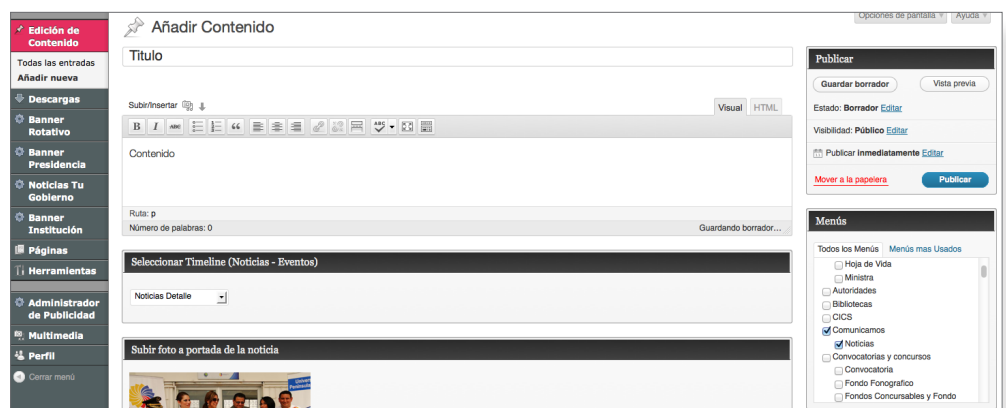 Opciones de pantalla
Ayuda
Edición de
Contenido
Todas las entradas
Añadir nueva
Descargas
Banner
Rotativo
Banner
Presidencia
Noticias Tu
Gobierno
Banner
Institución
Páginas
Herramientas
Administrador
de Publicidad
Multimedia
Perfil
Cerrar menú
Añadir Contenido
Titulo
Subir/Insertar
Visual HTML
B I ABC ABC
Contenido
Ruta: p
Número de palabras: 0
Guardando borrador...
Seleccionar Timeline (Noticias - Eventos)
Noticias Detalle
Subir foto a portada de la noticia
Publicar
Guardar borrador
Vista previa
Estado: Borrador Editar
Visibilidad: Público Editar
Publicar inmediatamente Editar
Mover a la papelera
Publicar
Menús
Todos los Menús Menús mas Usados
Hoja de Vida
Ministra
Autoridades
Bibliotecas
CICS
Comunicamos
Noticias
Convocatorias y concursos
Convocatoria
Fondo Fonografico
Fondos Concursables y Fondo